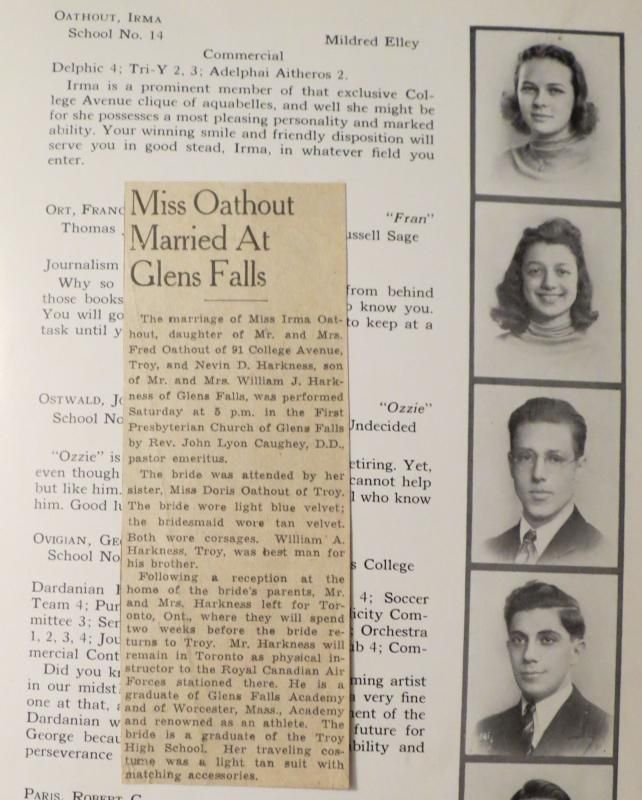 OATHOUT, IRMA
School No. 14 Mildred Elley
Commercial
Delphic 4; Tri-Y 2, 3; Adelphai Aitheros 2.
Irma is a prominent member of that exclusive Col-
lege Avenue clique of aquabelles, and well she might be
for she possesses a most pleasing personality and marked
ability. Your winning smile and friendly disposition will
serve you in good stead, Irma, in whatever field you
enter.
ORT, FRANC
"Fran"
Thomas
ussell Sage
Journalism
Why so
from behind
those books
know you.
You will go
to keep at a
task until y
OSTWALD, Jo
"Ozzie"
School No
Undecided
"Ozzie" is
etiring. Yet,
even though
cannot help
but like him.
l who know
him. Good lu
OVIGIAN, GEO
School No
s College
Dardanian
4; Soccer
Team 4; Pur
licity Com-
mittee 3; Ser
; Orchestra
1, 2, 3, 4; Jou
ub 4; Com-
mercial Cont
Did you kn
ming artist
in our midst
a very fine
one at that,
ent of the
Dardanian w
future for
George becau
bility and
perseverance
PARIS, ROBERT C
Miss Oathout
Married At
Glens Falls
The marriage of Miss Irma Oat-
hout, daughter of Mr. and Mrs.
Fred Oathout of 91 College Avenue,
Troy, and Nevin D. Harkness, son
of Mr. and Mrs. William J. Hark-
ness of Glens Falls, was performed
Saturday at 5 p.m. in the First
Presbyterian Church of Glens Falls
by Rev. John Lyon Caughey, D.D.,
pastor emeritus.
The bride was attended by her
sister, Miss Doris Oathout of Troy.
The bride wore light blue velvet;
the bridesmaid wore tan velvet.
Both wore corsages. William A.
Harkness, Troy, was best man for
his brother.
Following a reception at the
home of the bride's parents, Mr.
and Mrs. Harkness left for Tor-
onto, Ont., where they will spend
two weeks before the bride re-
turns to Troy. Mr. Harkness will
remain in Toronto as physical in-
structor to the Royal Canadian Air
Forces stationed there. He is a
graduate of Glens Falls Academy
and of Worcester, Mass., Academy
and renowned as an athlete. The
bride is a graduate of the Troy
High School. Her traveling cos-
tume was a light tan suit with
matching accessories.